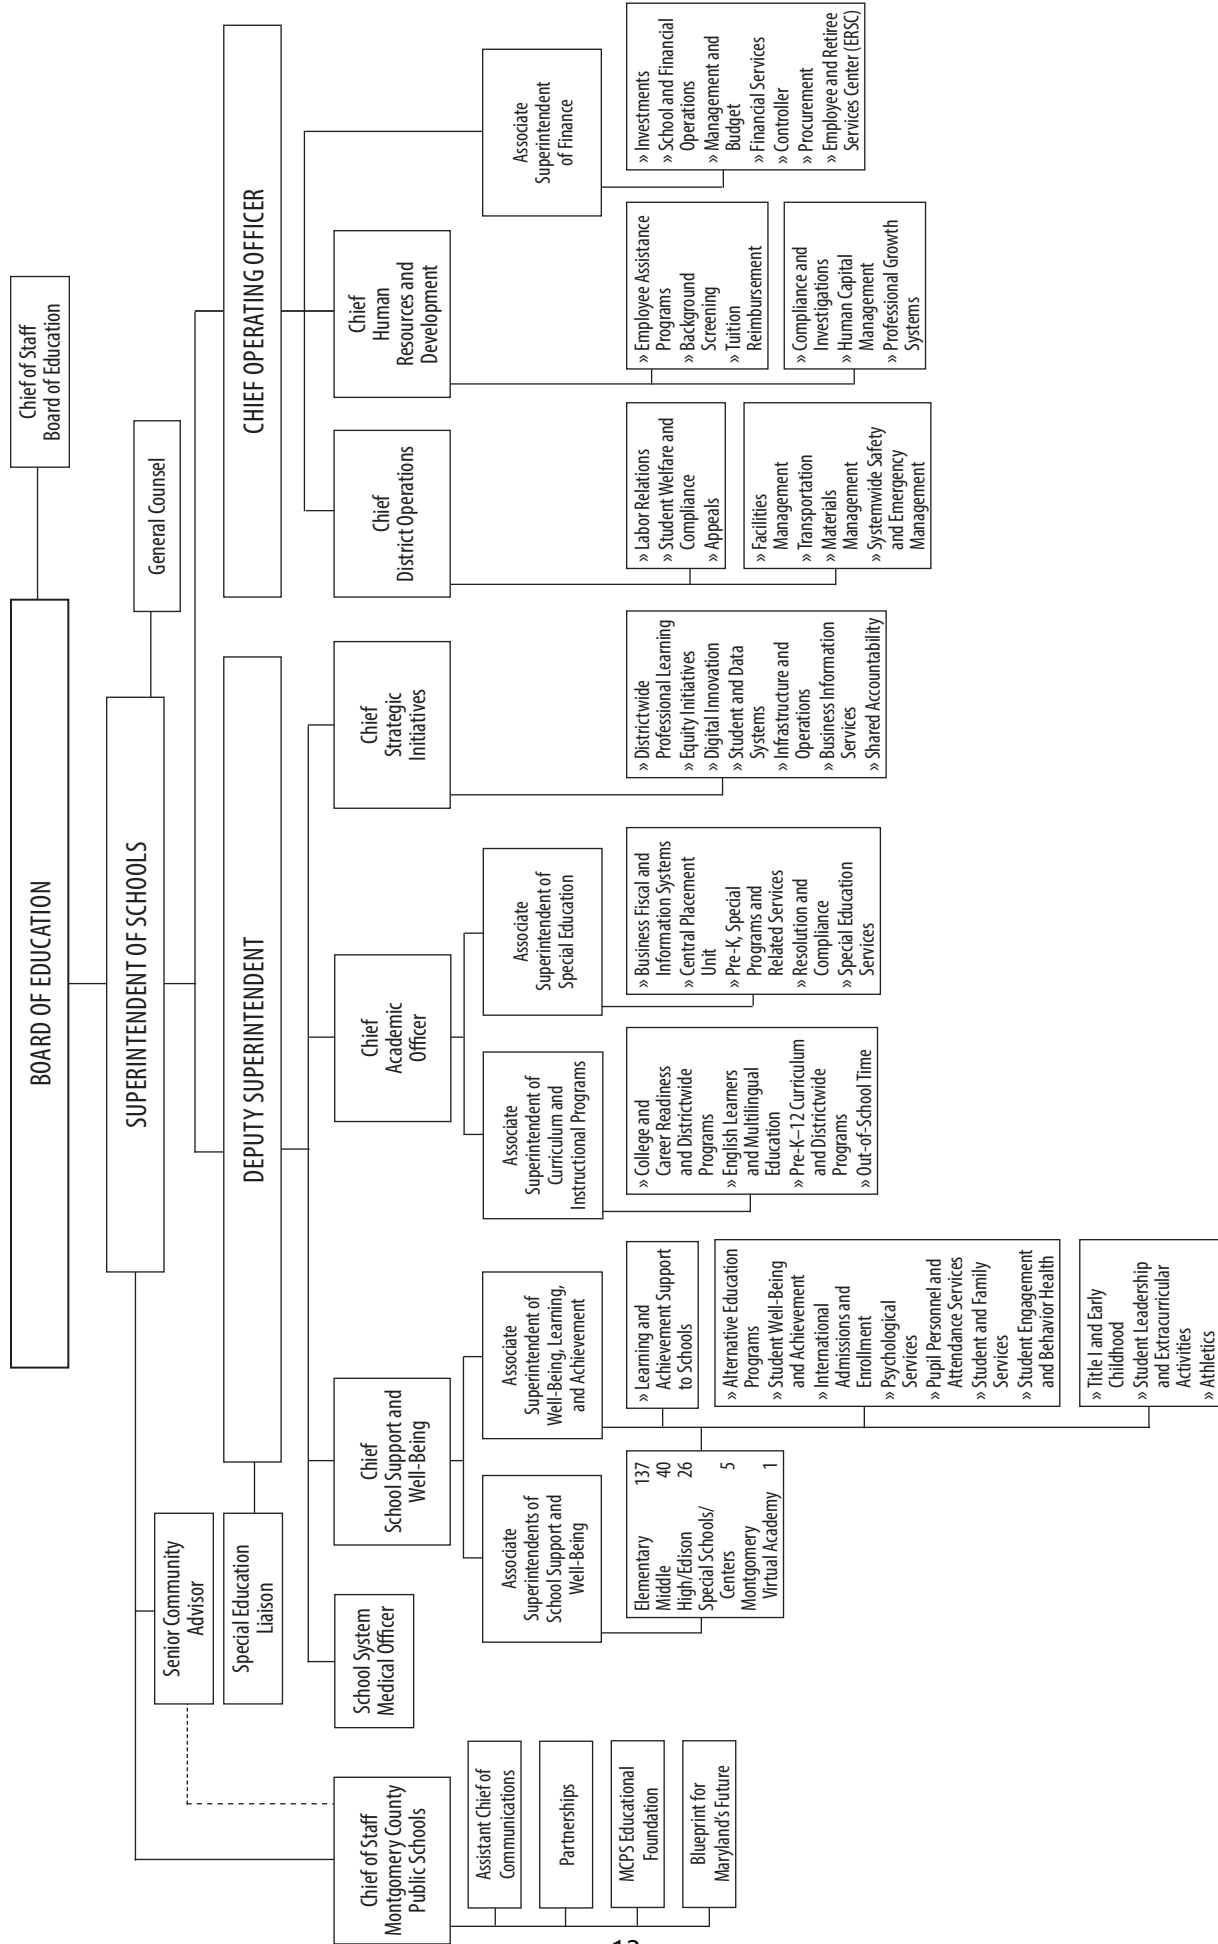 BOARD OF EDUCATION
Chief of Staff
Board of Education
SUPERINTENDENT OF SCHOOLS
General Counsel
Senior Community
Advisor
Special Education
Liaison
DEPUTY SUPERINTENDENT
CHIEF OPERATING OFFICER
Chief of Staff
Montgomery County
Public Schools
Assistant Chief of
Communications
Partnerships
MCPS Educational
Foundation
Blueprint for
Maryland's Future
School System
Medical Officer
Chief
School Support and
Well-Being
Associate
Superintendents of
School Support and
Well-Being
Elementary 137
Middle 40
High/Edison 26
Special Schools/
Centers 5
Montgomery
Virtual Academy 1
Associate
Superintendent of
Well-Being, Learning,
and Achievement
» Learning and
Achievement Support
to Schools
» Alternative Education
Programs
» Student Well-Being
and Achievement
» International
Admissions and
Enrollment
» Psychological
Services
» Pupil Personnel and
Attendance Services
» Student and Family
Services
» Student Engagement
and Behavior Health
» Title I and Early
Childhood
» Student Leadership
and Extracurricular
Activities
» Athletics
Chief
Academic
Officer
Associate
Superintendent of
Curriculum and
Instructional Programs
» College and
Career Readiness
and Districtwide
Programs
» English Learners
and Multilingual
Education
» Pre-K–12 Curriculum
and Districtwide
Programs
» Out-of-School Time
Associate
Superintendent of
Special Education
» Business Fiscal and
Information Systems
» Central Placement
Unit
» Pre-K, Special
Programs and
Related Services
» Resolution and
Compliance
» Special Education
Services
Chief
Strategic
Initiatives
» Districtwide
Professional Learning
» Equity Initiatives
» Digital Innovation
» Student and Data
Systems
» Infrastructure and
Operations
» Business Information
Services
» Shared Accountability
Chief
District Operations
» Labor Relations
» Student Welfare and
Compliance
» Appeals
» Facilities
Management
» Transportation
» Materials
Management
» Systemwide Safety
and Emergency
Management
Chief
Human
Resources and
Development
» Employee Assistance
Programs
» Background
Screening
» Tuition
Reimbursement
» Compliance and
Investigations
» Human Capital
Management
» Professional Growth
Systems
Associate
Superintendent
of Finance
» Investments
» School and Financial
Operations
» Management and
Budget
» Financial Services
» Controller
» Procurement
» Employee and Retiree
Services Center (ERSC)